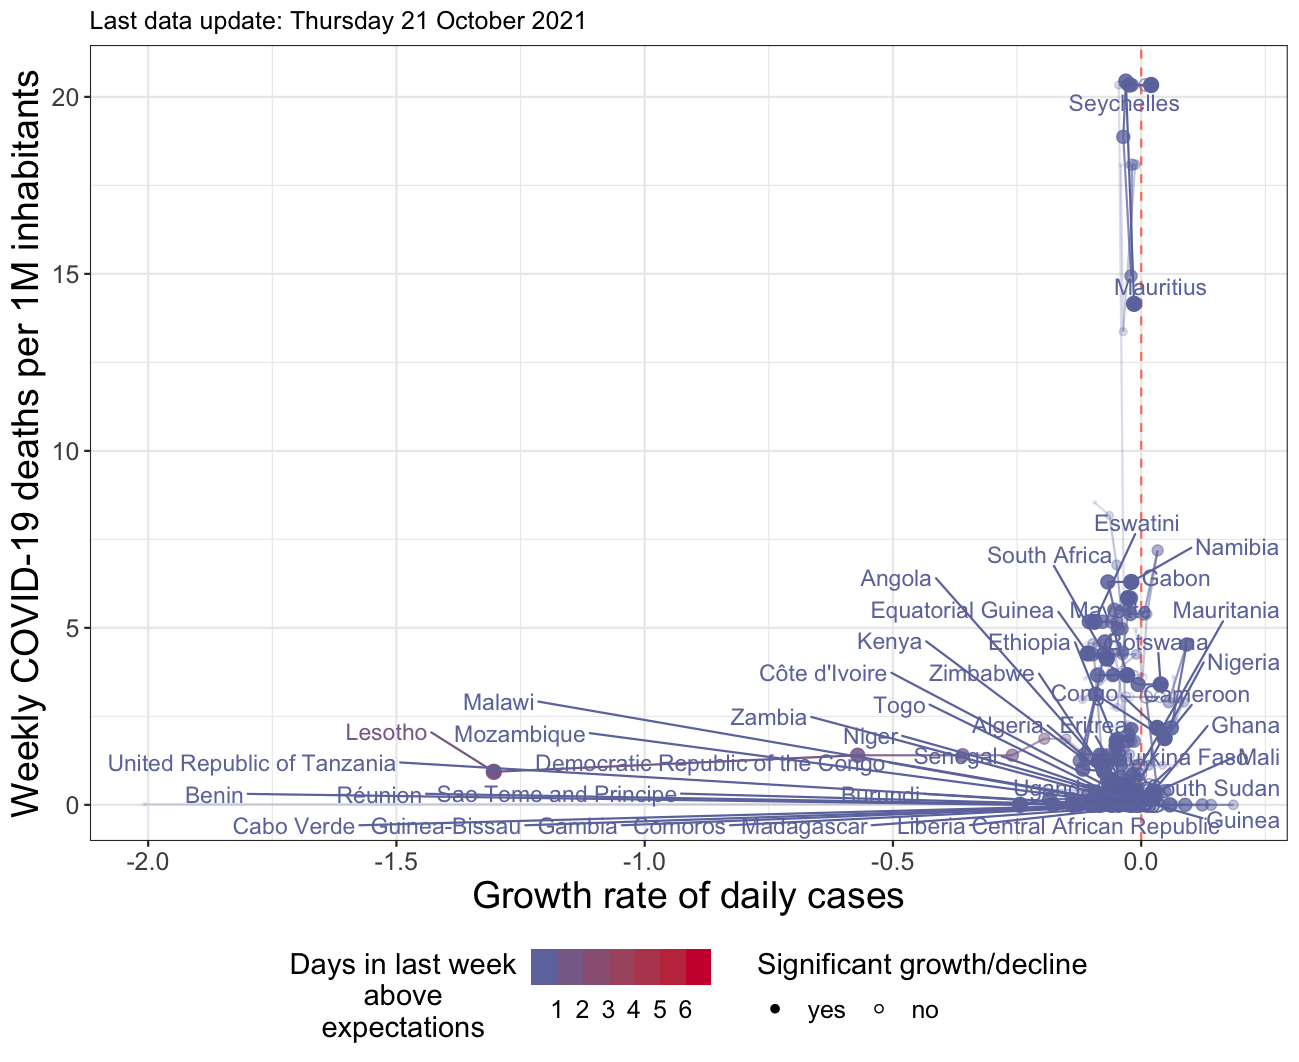 Last data update: Thursday 21 October 2021
Weekly COVID-19 deaths per 1M inhabitants
20
15
10
5
0
Seychelles
Mauritius
Eswatini
South Africa
Namibia
Angola
Gabon
Equatorial Guinea
Mayotte
Mauritania
Kenya
Ethiopia
Botswana
Côte d'Ivoire
Zimbabwe
Nigeria
Malawi
Togo
Congo
Cameroon
Lesotho
Mozambique
Zambia
Niger
Algeria
Eritrea
Ghana
United Republic of Tanzania
Democratic Republic of the Congo
Senegal
Burkina Faso
Mali
Benin
Réunion
Sao Tome and Principe
Burundi
Uganda
South Sudan
Cabo Verde
Guinea-Bissau
Gambia
Comoros
Madagascar
Liberia
Central African Republic
Guinea
-2.0
-1.5
-1.0
-0.5
0.0
Growth rate of daily cases
Days in last week
above
expectations
1 2 3 4 5 6
Significant growth/decline
yes
no